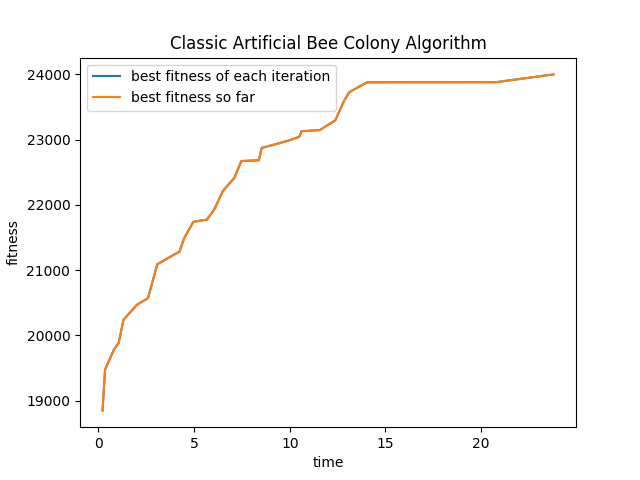 Classic Artificial Bee Colony Algorithm
best fitness of each iteration
best fitness so far
24000
23000
22000
21000
20000
19000
fitness
0 5 10 15 20
time